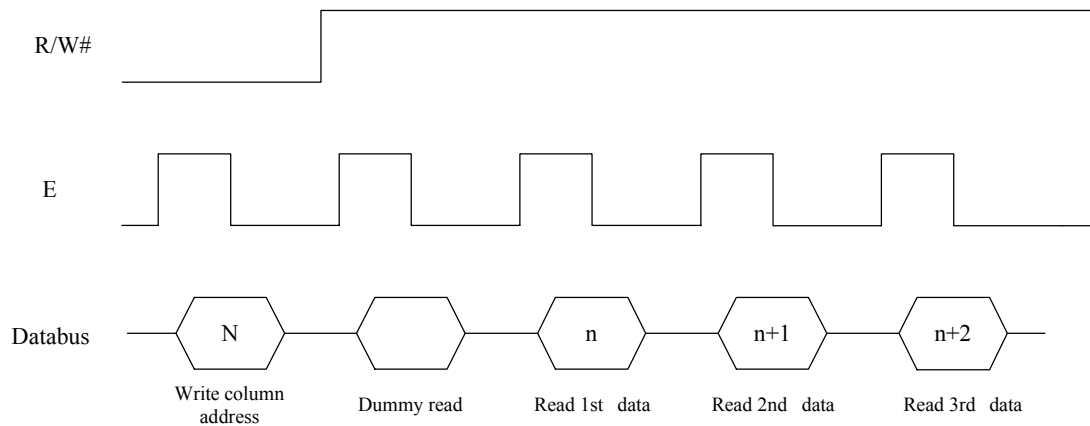 R/W#
E
Databus
N
n
n+1
n+2
Write column
address
Dummy read
Read 1st data
Read 2nd data
Read 3rd data